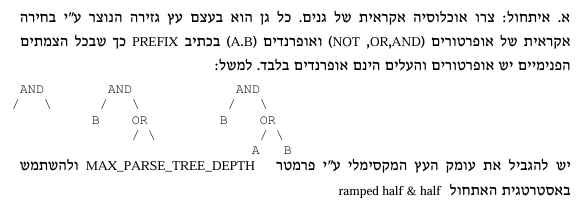 א. איתחול: צרו אוכלוסיה אקראית של גנים. כל גן הוא בעצם עץ גזירה הנוצר ע"י בחירה
אקראית של אופרטורים (NOT ,OR,AND) ואופרנדים (A.B) בכתיב PREFIX כך שבכל הצמתים
הפנימיים יש אופרטורים והעלים הינם אופרנדים בלבד. למשל:
AND AND AND
/ \ / \ / \
B OR B OR
/ \ / \
A B
יש להגביל את עומק העץ המקסימלי ע"י פרמטר MAX_PARSE_TREE_DEPTH ולהשתמש
באסטרטגית האתחול ramped half & half